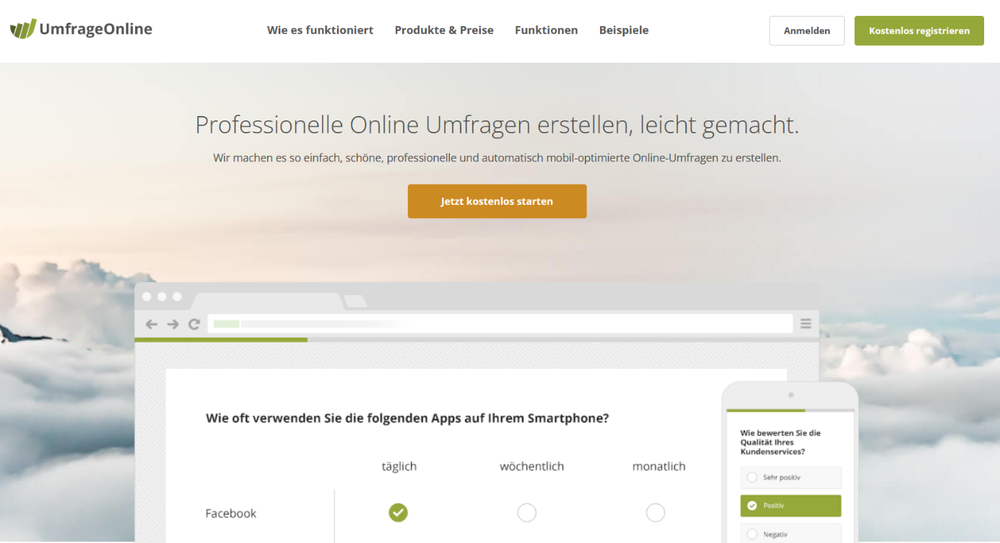 UmfrageOnline
Wie es funktioniert
Produkte & Preise
Funktionen
Beispiele
Anmelden
Kostenlos registrieren
Professionelle Online Umfragen erstellen, leicht gemacht.
Wir machen es so einfach, schöne, professionelle und automatisch mobil-optimierte Online-Umfragen zu erstellen.
Jetzt kostenlos starten
Wie oft verwenden Sie die folgenden Apps auf Ihrem Smartphone?
täglich
wöchentlich
monatlich
Facebook
Wie bewerten Sie die
Qualität Ihres
Kundenservices?
Sehr positiv
Positiv
Negativ